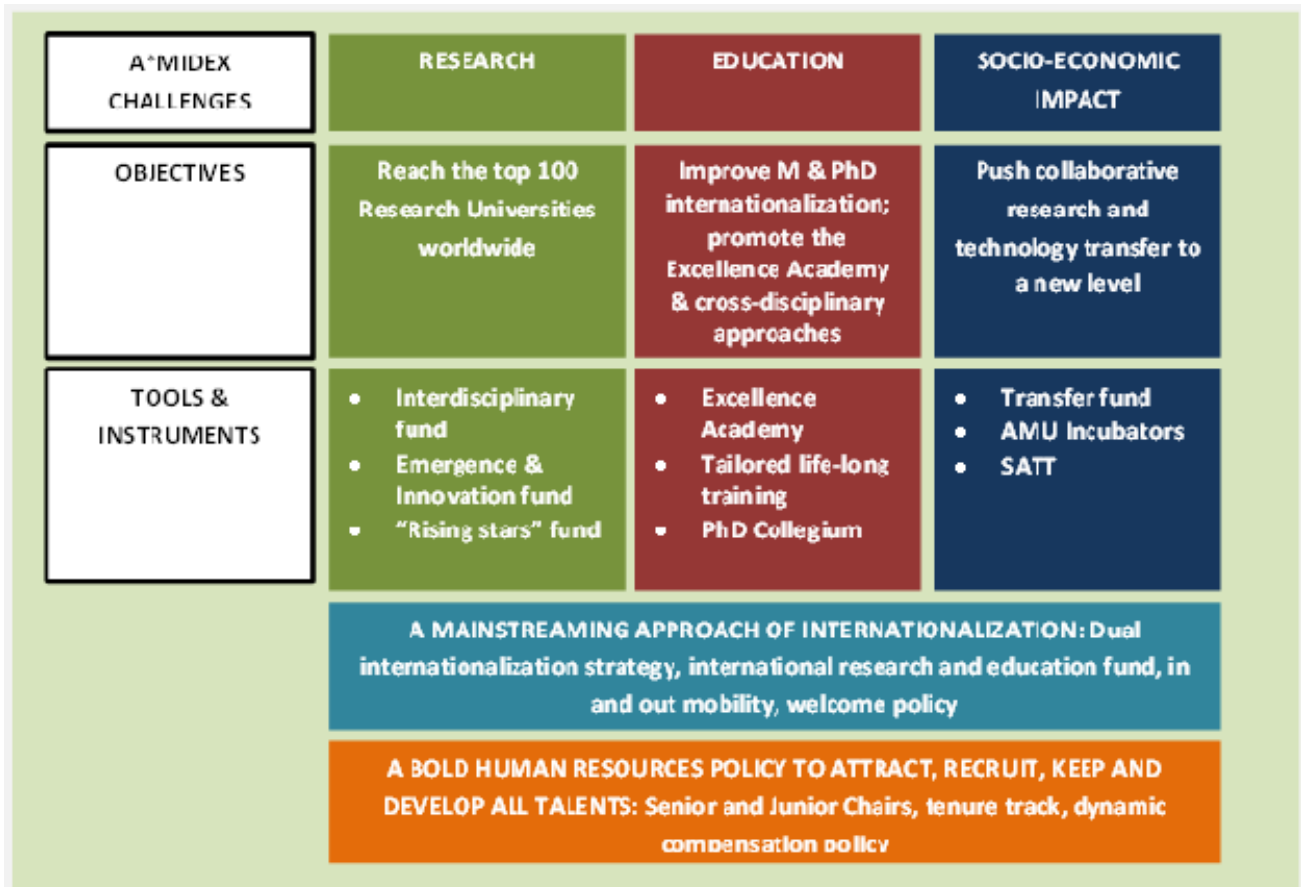 A*MIDEX
CHALLENGES
RESEARCH
EDUCATION
SOCIO-ECONOMIC
IMPACT
OBJECTIVES
Reach the top 100
Research Universities
worldwide
Improve M & PhD
internationalization;
promote the
Excellence Academy
& cross-disciplinary
approaches
Push collaborative
research and
technology transfer to
a new level
TOOLS &
INSTRUMENTS
• Interdisciplinary
fund
• Emergence &
Innovation fund
• “Rising stars” fund
• Excellence
Academy
• Tailored life-long
training
• PhD Collegium
• Transfer fund
• AMU Incubators
• SATT
A MAINSTREAMING APPROACH OF INTERNATIONALIZATION: Dual
internationalization strategy, international research and education fund, in
and out mobility, welcome policy
A BOLD HUMAN RESOURCES POLICY TO ATTRACT, RECRUIT, KEEP AND
DEVELOP ALL TALENTS: Senior and Junior Chairs, tenure track, dynamic
compensation policy